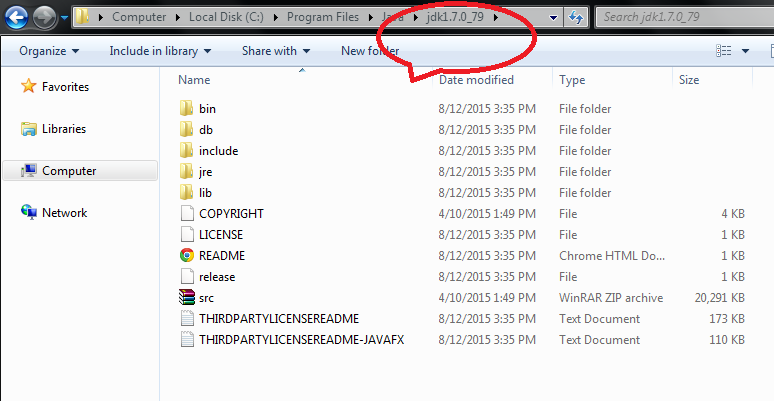 Computer Local Disk (C:) Program Files Java jdk1.7.0_79 Search jdk1.7.0_79
Organize Include in library Share with New folder
Name Date modified Type Size
Favorites
Libraries
Computer
Network
bin 8/12/2015 3:35 PM File folder
db 8/12/2015 3:35 PM File folder
include 8/12/2015 3:35 PM File folder
jre 8/12/2015 3:35 PM File folder
lib 8/12/2015 3:35 PM File folder
COPYRIGHT 4/10/2015 1:49 PM File 4 KB
LICENSE 8/12/2015 3:35 PM File 1 KB
README 8/12/2015 3:35 PM Chrome HTML Do... 1 KB
release 8/12/2015 3:35 PM File 1 KB
src 4/10/2015 1:49 PM WinRAR ZIP archive 20,291 KB
THIRDPARTYLICENSEREADME 8/12/2015 3:35 PM Text Document 173 KB
THIRDPARTYLICENSEREADME-JAVAFX 8/12/2015 3:35 PM Text Document 110 KB